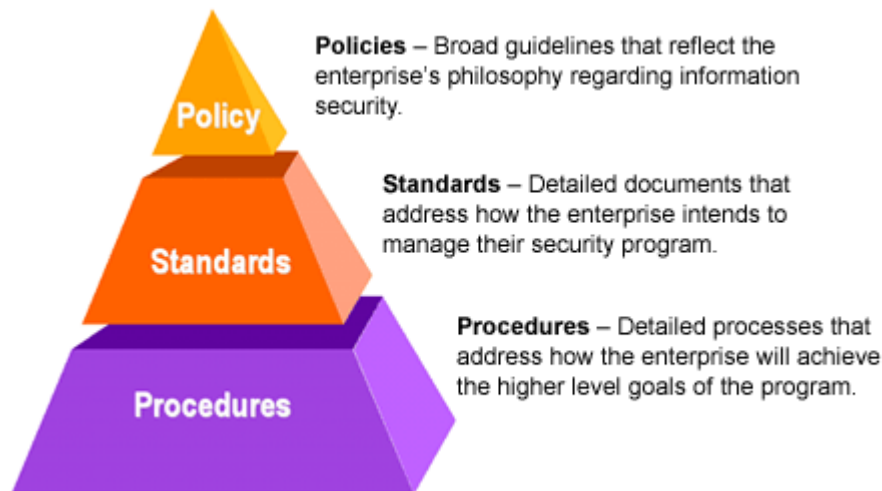 Policy
Policies – Broad guidelines that reflect the
enterprise's philosophy regarding information
security.
Standards
Standards – Detailed documents that
address how the enterprise intends to
manage their security program.
Procedures
Procedures – Detailed processes that
address how the enterprise will achieve
the higher level goals of the program.